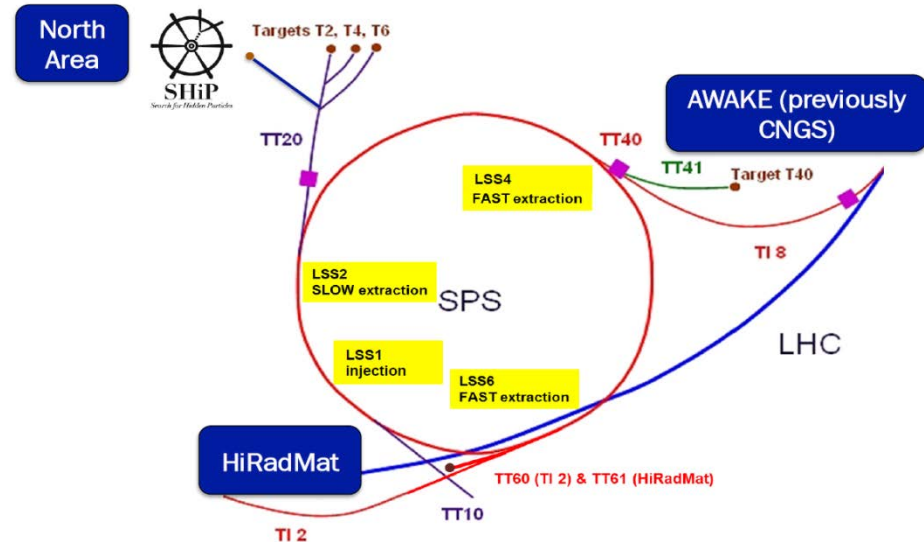 North
Area
SHiP
Search for Hidden Particles
Targets T2, T4, T6
TT20
AWAKE (previously
CNGS)
TT40
TT41
Target T40
LSS4
FAST extraction
TI 8
LSS2
SLOW extraction
SPS
LHC
LSS1
injection
LSS6
FAST extraction
HiRadMat
TT60 (TI 2) & TT61 (HiRadMat)
TT10
TI 2